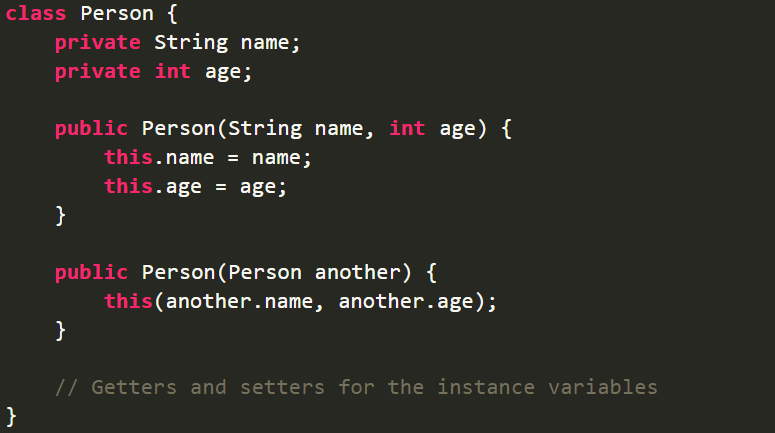 class Person {
    private String name;
    private int age;

    public Person(String name, int age) {
        this.name = name;
        this.age = age;
    }

    public Person(Person another) {
        this(another.name, another.age);
    }

    // Getters and setters for the instance variables
}